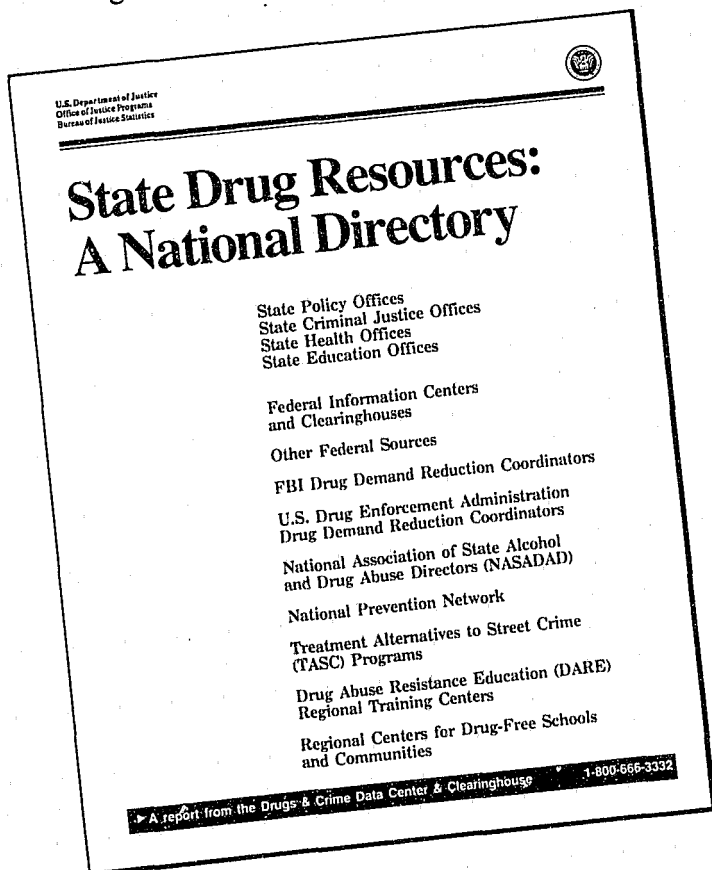 U.S. Department of Justice
Office of Justice Programs
Bureau of Justice Statistics
State Drug Resources:
A National Directory
State Policy Offices
State Criminal Justice Offices
State Health Offices
State Education Offices
Federal Information Centers
and Clearinghouses
Other Federal Sources
FBI Drug Demand Reduction Coordinators
U.S. Drug Enforcement Administration
Drug Demand Reduction Coordinators
National Association of State Alcohol
and Drug Abuse Directors (NASADAD)
National Prevention Network
Treatment Alternatives to Street Crime
(TASC) Programs
Drug Abuse Resistance Education (DARE)
Regional Training Centers
Regional Centers for Drug-Free Schools
and Communities
A report from the Drugs & Crime Data Center & Clearinghouse 1-800-666-3332